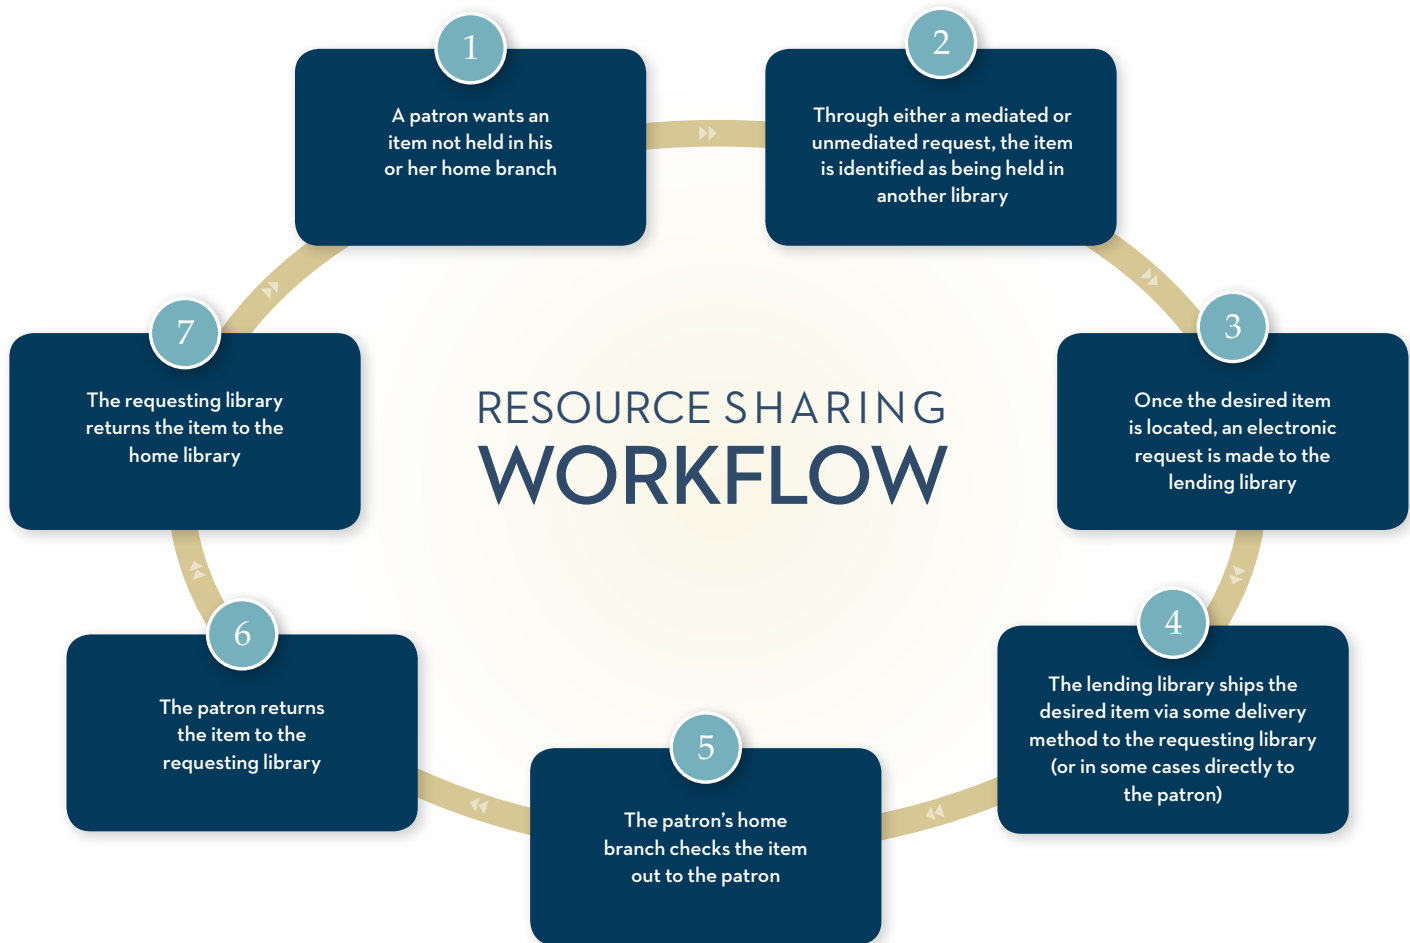 1
A patron wants an
item not held in his
or her home branch
2
Through either a mediated or
unmediated request, the item
is identified as being held in
another library
3
Once the desired item
is located, an electronic
request is made to the
lending library
4
The lending library ships the
desired item via some delivery
method to the requesting library
(or in some cases directly to
the patron)
5
The patron’s home
branch checks the item
out to the patron
6
The patron returns
the item to the
requesting library
7
The requesting library
returns the item to the
home library
RESOURCE SHARING
WORKFLOW